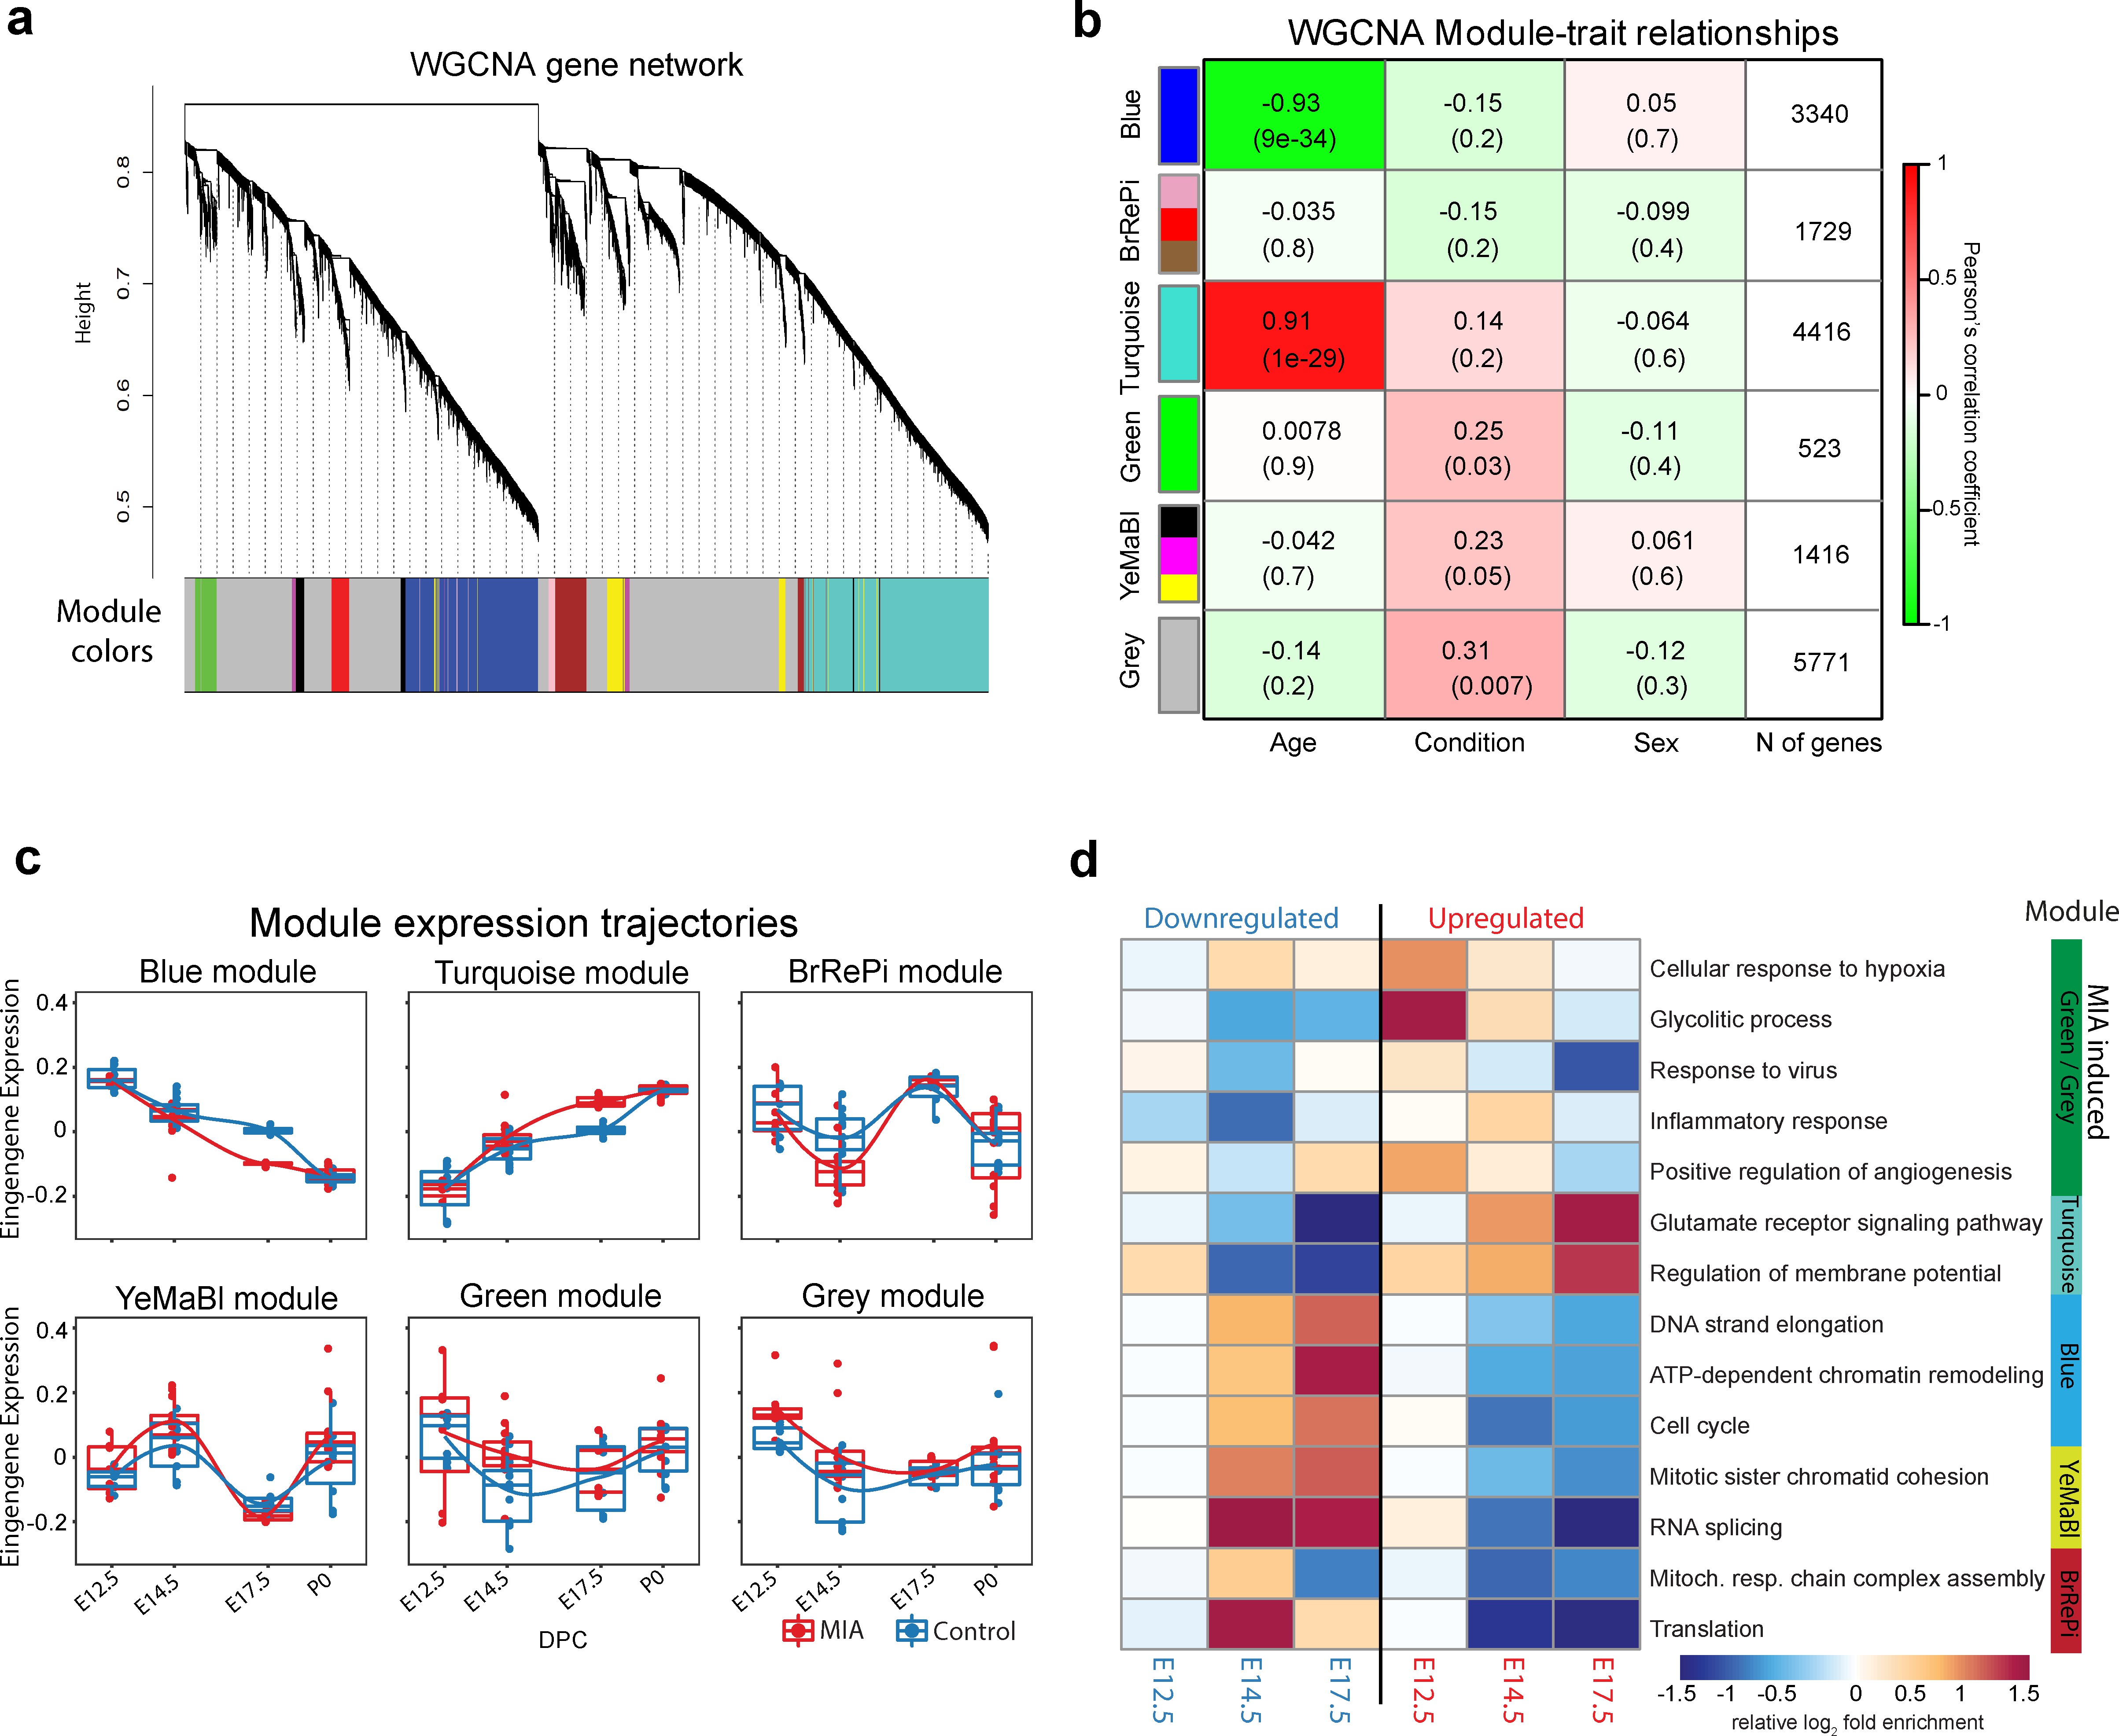 a
WGCNA gene network
Height
0.8
0.7
0.6
0.5
Module
colors
b
WGCNA Module-trait relationships
Blue
-0.93
(9e-34)
-0.15
(0.2)
0.05
(0.7)
3340
BrRePi
-0.035
(0.8)
-0.15
(0.2)
-0.099
(0.4)
1729
Turquoise
0.91
(1e-29)
0.14
(0.2)
-0.064
(0.6)
4416
Green
0.0078
(0.9)
0.25
(0.03)
-0.11
(0.4)
523
YeMaBl
-0.042
(0.7)
0.23
(0.05)
0.061
(0.6)
1416
Grey
-0.14
(0.2)
0.31
(0.007)
-0.12
(0.3)
5771
Age Condition Sex N of genes
1
0.5
0
-0.5
-1
Pearson's correlation
coefficient
c
Module expression trajectories
Blue module
Turquoise module
BrRePi module
Eingengene Expression
0.4
0.2
0
-0.2
YeMaBl module
Green module
Grey module
Eingengene Expression
0.4
0.2
0
-0.2
E12.5 E14.5 E17.5 P0
E12.5 E14.5 E17.5 P0
E12.5 E14.5 E17.5 P0
DPC
MIA
Control
d
Downregulated
Upregulated
Module
Cellular response to hypoxia
Glycolitic process
Response to virus
Inflammatory response
Positive regulation of angiogenesis
Glutamate receptor signaling pathway
Regulation of membrane potential
DNA strand elongation
ATP-dependent chromatin remodeling
Cell cycle
Mitotic sister chromatid cohesion
RNA splicing
Mitoch. resp. chain complex assembly
Translation
MIA induced
Green / Grey
Turquoise
Blue
YeMaBl
BrRePi
E12.5 E14.5 E17.5 E12.5 E14.5 E17.5
-1.5 -1 -0.5 0 0.5 1 1.5
relative log2 fold enrichment